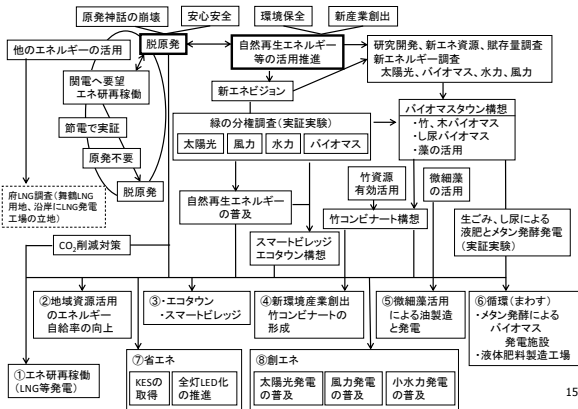 原発神話の崩壊
安心安全
環境保全
新産業創出
他のエネルギーの活用
脱原発
自然再生エネルギー
等の活用推進
研究開発、新エネ資源、賦存量調査
新エネルギー調査
太陽光、バイオマス、水力、風力
関電へ要望
エネ研再稼働
新エネビジョン
節電で実証
原発不要
脱原発
緑の分権調査(実証実験)
太陽光
風力
水力
バイオマス
バイオマスタウン構想
・竹、木バイオマス
・し尿バイオマス
・藻の活用
府LNG調査(舞鶴LNG
用地、沿岸にLNG発電
工場の立地)
自然再生エネルギー
の普及
竹資源
有効活用
微細藻
の活用
竹コンビナート構想
生ごみ、し尿による
液肥とメタン発酵発電
(実証実験)
CO2削減対策
スマートビレッジ
エコタウン構想
②地域資源活用
のエネルギー
自給率の向上
③・エコタウン
・スマートビレッジ
④新環境産業創出
竹コンビナートの
形成
⑤微細藻活用
による油製造
と発電
⑥循環(まわす)
・メタン発酵による
バイオマス
発電施設
・液体肥料製造工場
①エネ研再稼働
(LNG等発電)
⑦省エネ
KESの
取得
全灯LED化
の推進
⑧創エネ
太陽光発電
の普及
風力発電
の普及
小水力発電
の普及
15